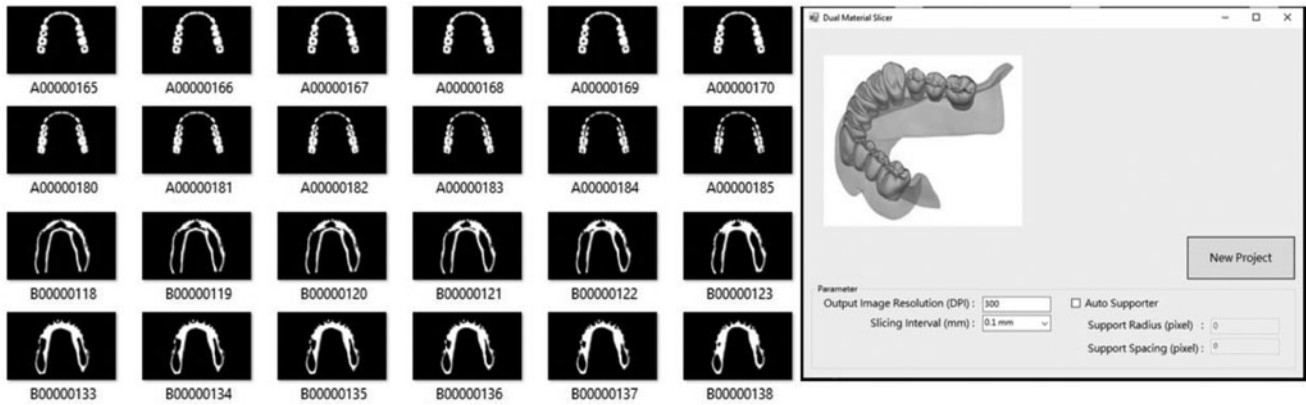 A00000165 A00000166 A00000167 A00000168 A00000169 A00000170
A00000180 A00000181 A00000182 A00000183 A00000184 A00000185
B00000118 B00000119 B00000120 B00000121 B00000122 B00000123
B00000133 B00000134 B00000135 B00000136 B00000137 B00000138
Dual Material Slicer
New Project
Parameter
Output Image Resolution (DPI) : 300
Auto Supporter
Slicing Interval (mm) : 0.1 mm
Support Radius (pixel) : 0
Support Spacing (pixel) : 0